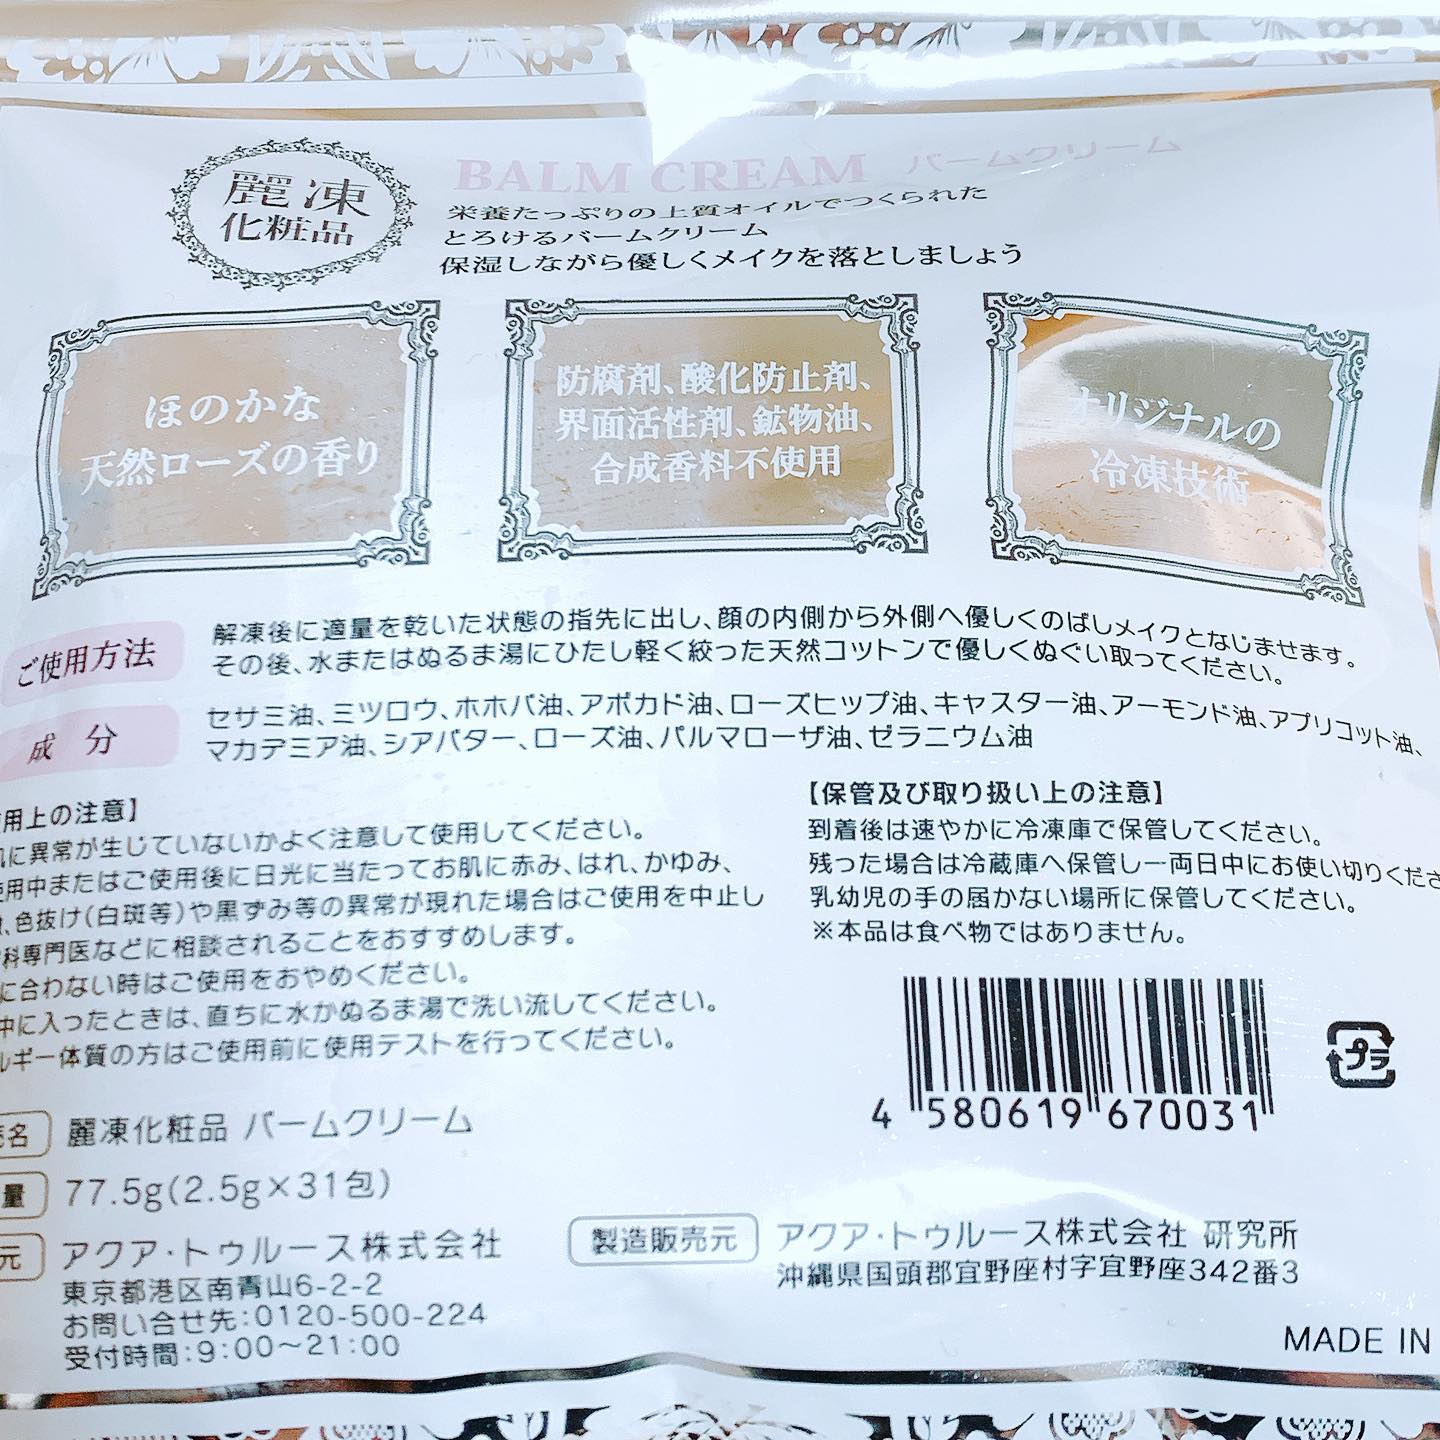 麗凍
化粧品
BALM CREAM バームクリーム
栄養たっぷりの上質オイルでつくられた
とろけるバームクリーム
保湿しながら優しくメイクを落としましょう
ほのかな
天然ローズの香り
防腐剤、酸化防止剤、
界面活性剤、鉱物油、
合成香料不使用
オリジナルの
冷凍技術
ご使用方法
解凍後に適量を乾いた状態の指先に出し、顔の内側から外側へ優しくのばしメイクとなじませます。
その後、水またはぬるま湯にひたし軽く絞った天然コットンで優しくぬぐい取ってください。
成 分
セサミ油、ミツロウ、ホホバ油、アボカド油、ローズヒップ油、キャスター油、アーモンド油、アプリコット油、
マカデミア油、シアバター、ローズ油、パルマローザ油、ゼラニウム油
用上の注意】
に異常が生じていないかよく注意して使用してください。
用中またはご使用後に日光に当たってお肌に赤み、はれ、かゆみ、
、色抜け(白斑等)や黒ずみ等の異常が現れた場合はご使用を中止し
科専門医などに相談されることをおすすめします。
に合わない時はご使用をおやめください。
中に入ったときは、直ちに水かぬるま湯で洗い流してください。
ルギー体質の方はご使用前に使用テストを行ってください。
【保管及び取り扱い上の注意】
到着後は速やかに冷凍庫で保管してください。
残った場合は冷蔵庫へ保管し一両日中にお使い切りくださ
乳幼児の手の届かない場所に保管してください。
※本品は食べ物ではありません。
4 580619 670031
プラ
名 麗凍化粧品 バームクリーム
量 77.5g(2.5g×31包)
元 アクア・トゥルース株式会社
東京都港区南青山6-2-2
お問い合せ先:0120-500-224
受付時間:9:00〜21:00
製造販売元 アクア・トゥルース株式会社 研究所
沖縄県国頭郡宜野座村字宜野座342番3
MADE IN